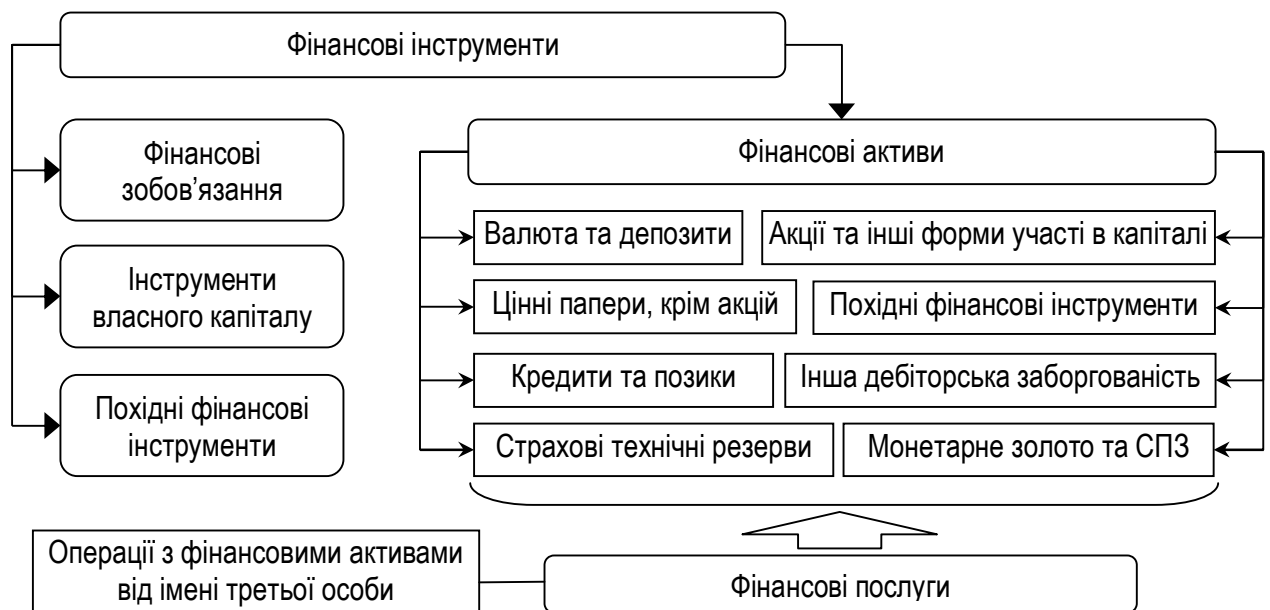 Фінансові інструменти
Фінансові
зобов’язання
Інструменти
власного капіталу
Похідні фінансові
інструменти
Фінансові активи
Валюта та депозити
Акції та інші форми участі в капіталі
Цінні папери, крім акцій
Похідні фінансові інструменти
Кредити та позики
Інша дебіторська заборгованість
Страхові технічні резерви
Монетарне золото та СПЗ
Операції з фінансовими активами
від імені третьої особи
Фінансові послуги